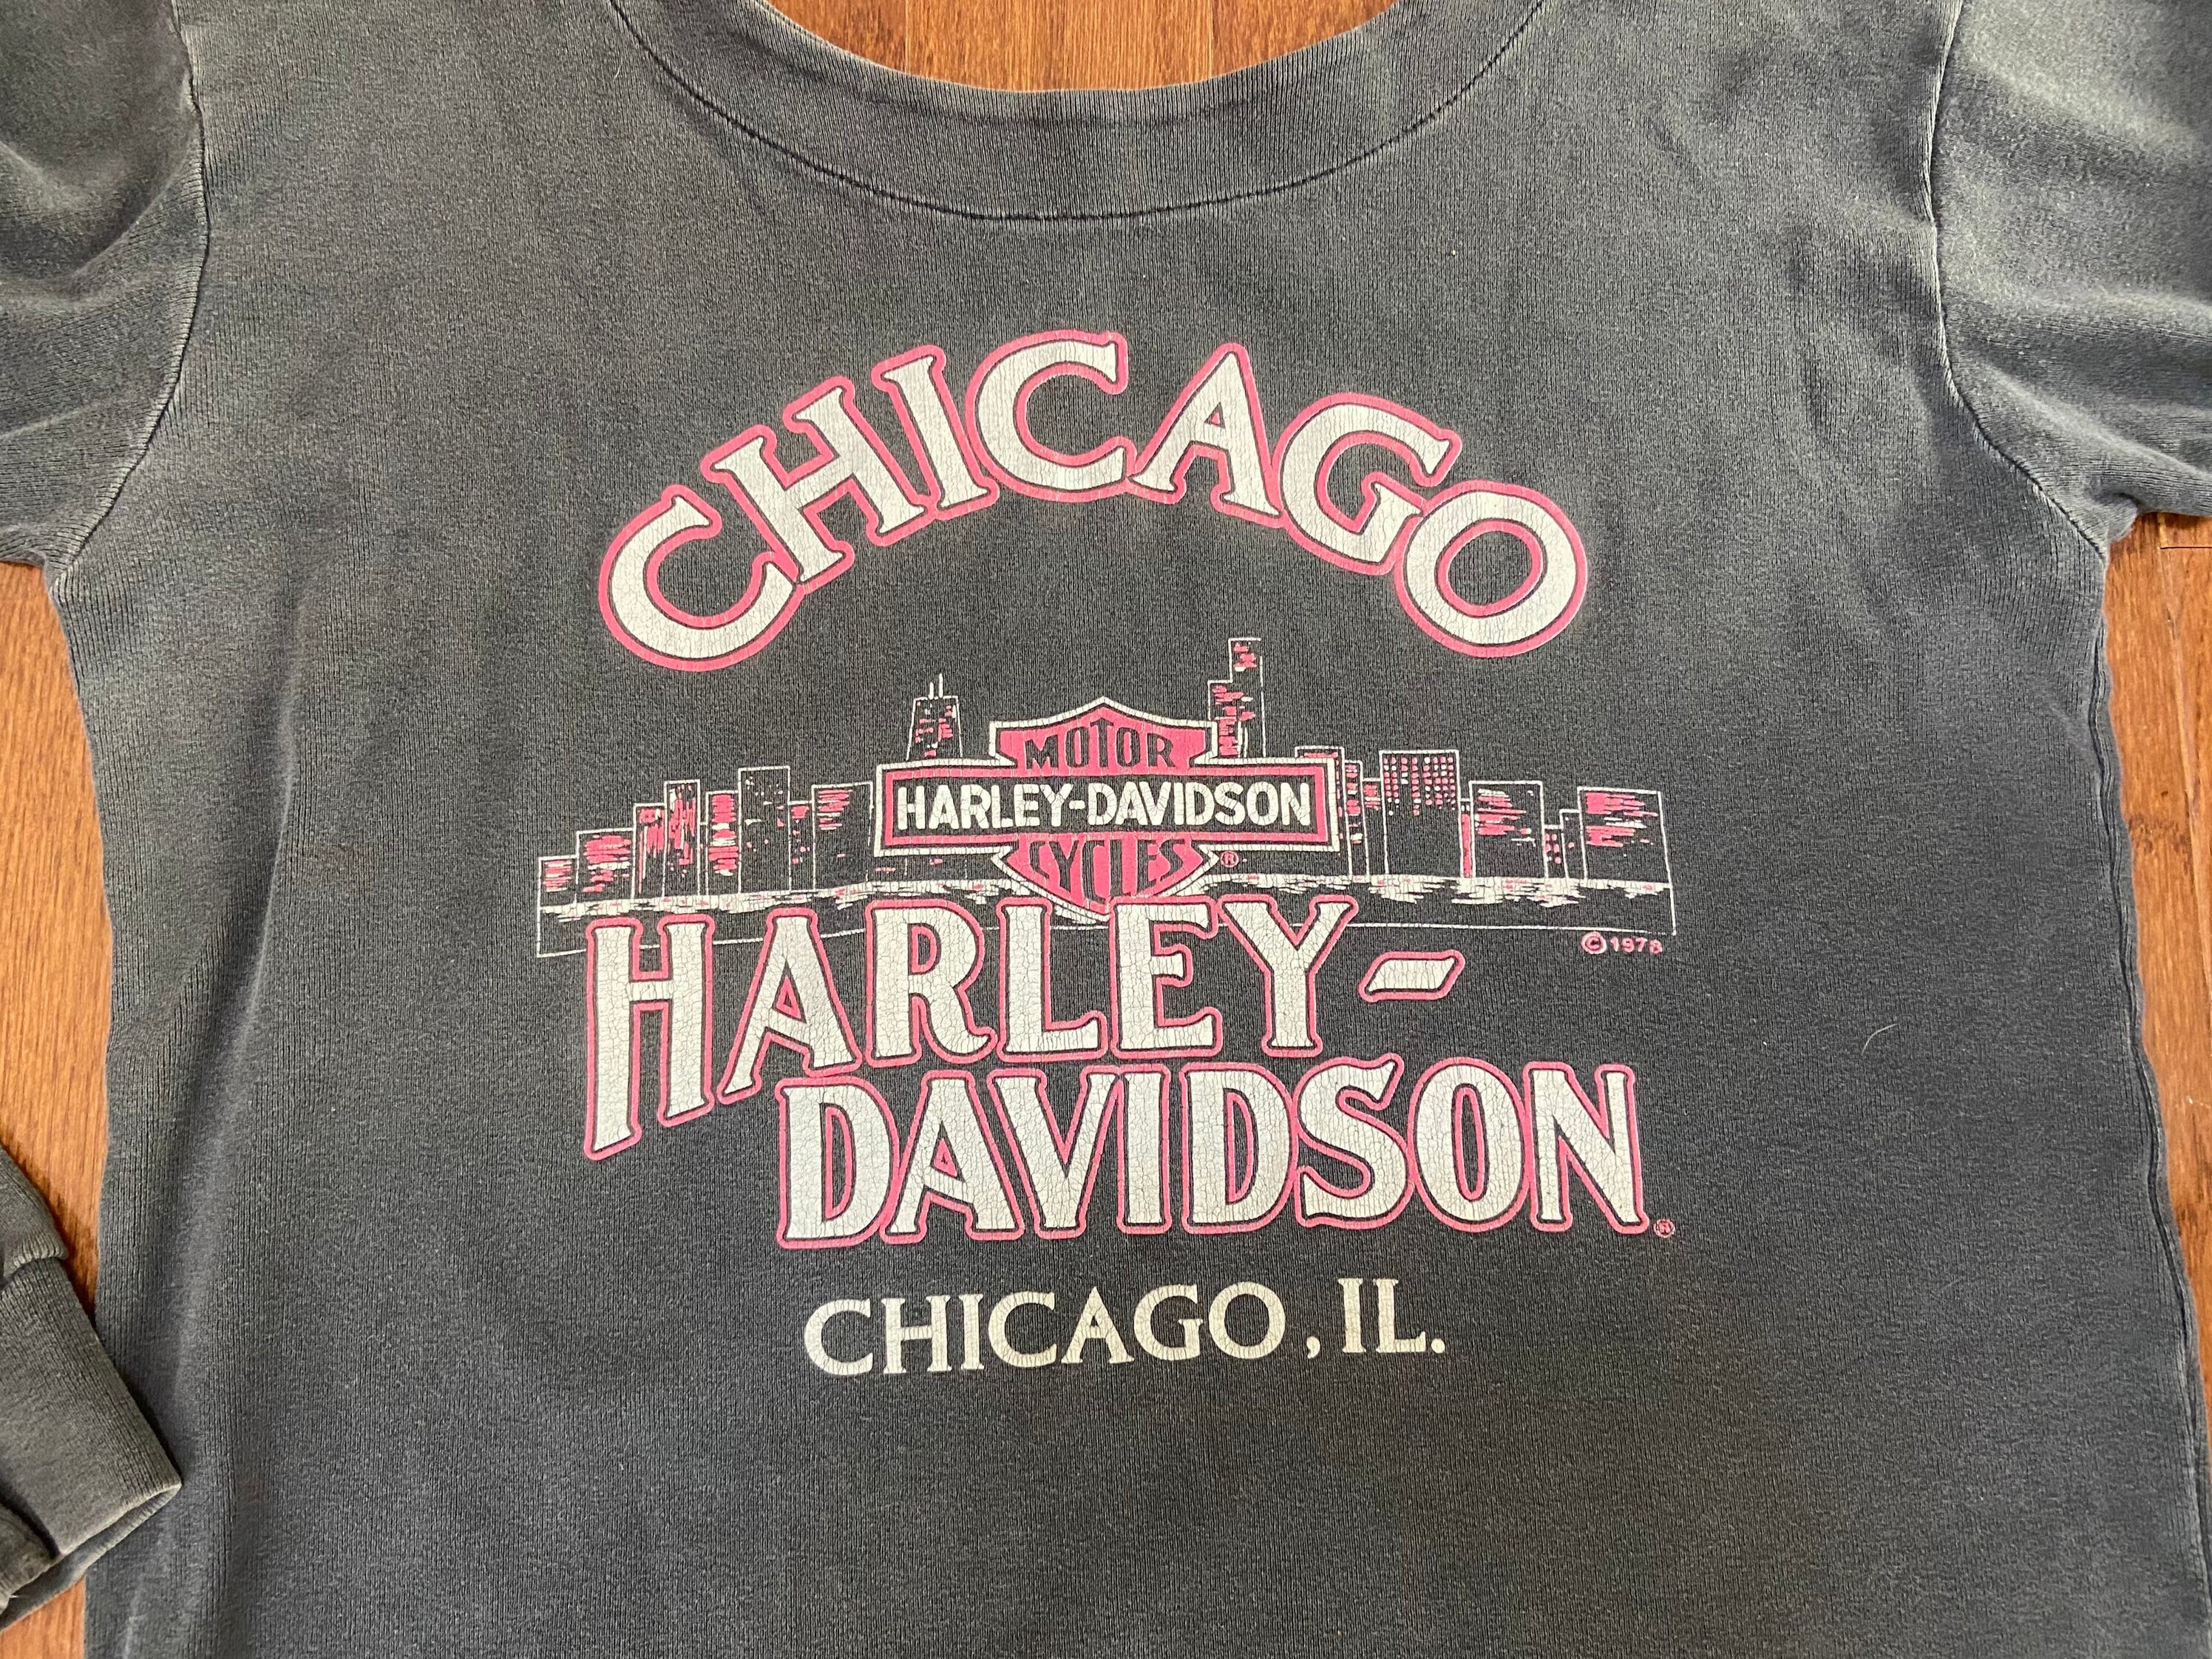 CHICAGO
MOTOR
HARLEY-DAVIDSON
CYCLES ®
© 1978
HARLEY-
DAVIDSON ®
CHICAGO, IL.